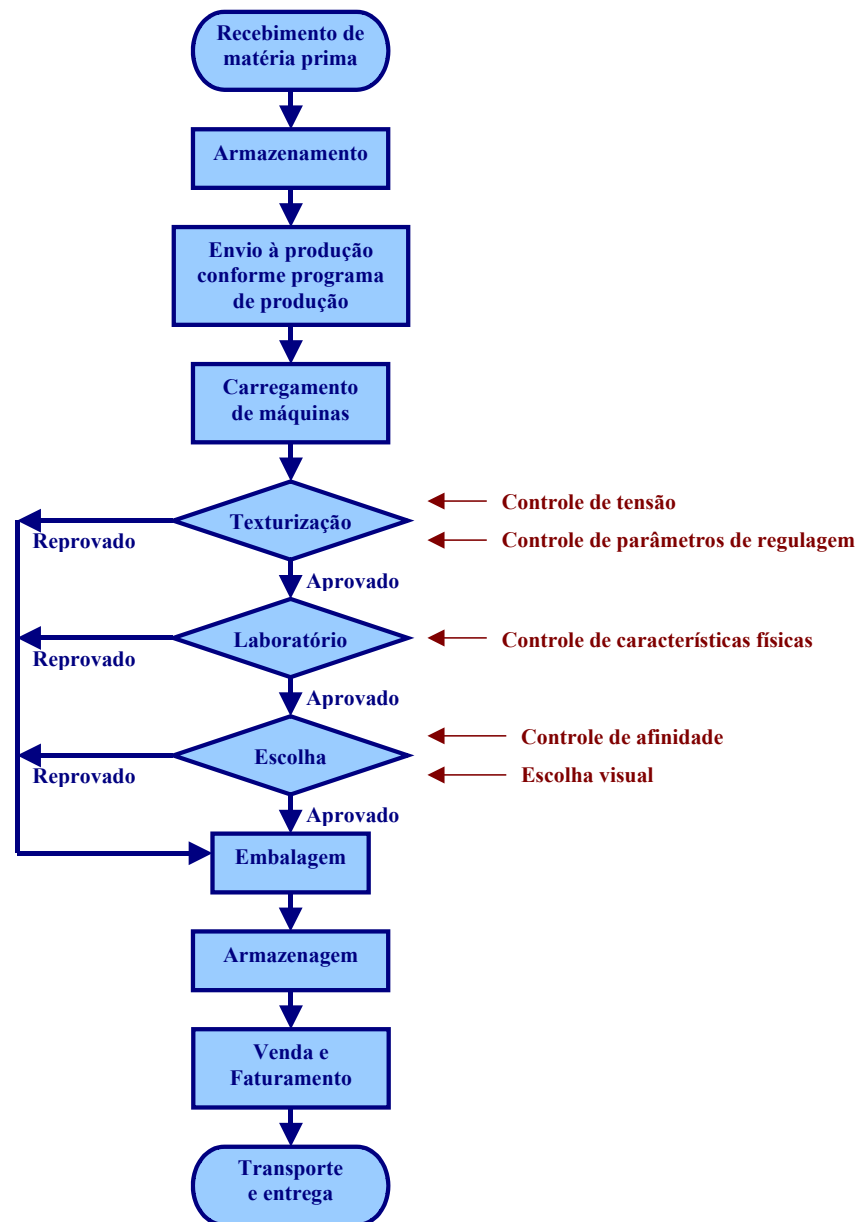 Recebimento de
matéria prima
Armazenamento
Envio à produção
conforme programa
de produção
Carregamento
de máquinas
Texturização
Controle de tensão
Controle de parâmetros de regulagem
Reprovado
Aprovado
Laboratório
Controle de característisticas físicas
Reprovado
Aprovado
Escolha
Controle de afinidade
Escolha visual
Reprovado
Aprovado
Embalagem
Armazenagem
Venda e
Faturamento
Transporte
e entrega